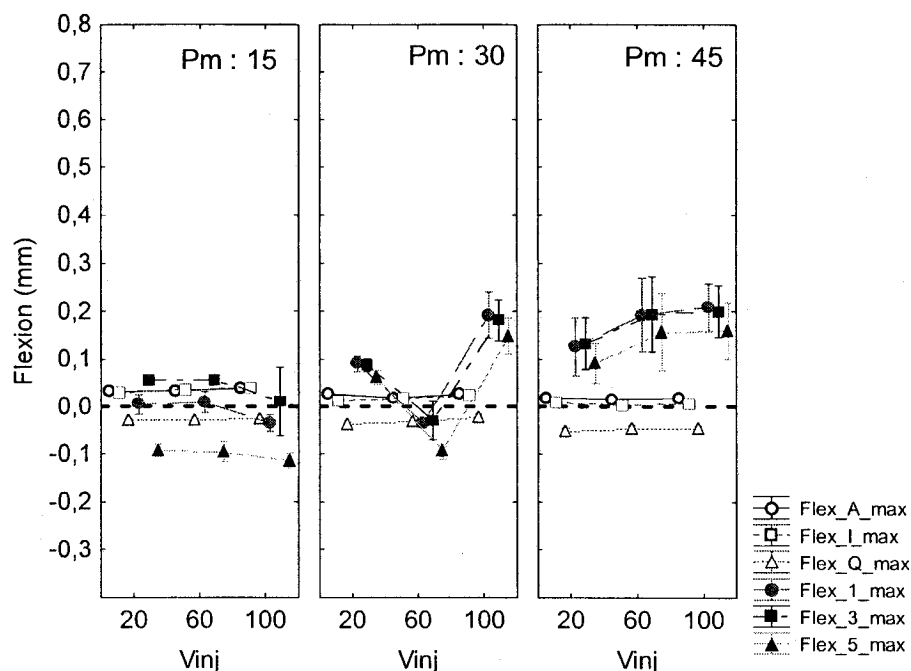 Pm : 15
Pm : 30
Pm : 45
Flexion (mm)
0,8
0,7
0,6
0,5
0,4
0,3
0,2
0,1
0,0
-0,1
-0,2
-0,3
20 60 100
20 60 100
20 60 100
Vinj
Vinj
Vinj
Flex_A_max
Flex_I_max
Flex_Q_max
Flex_1_max
Flex_3_max
Flex_5_max